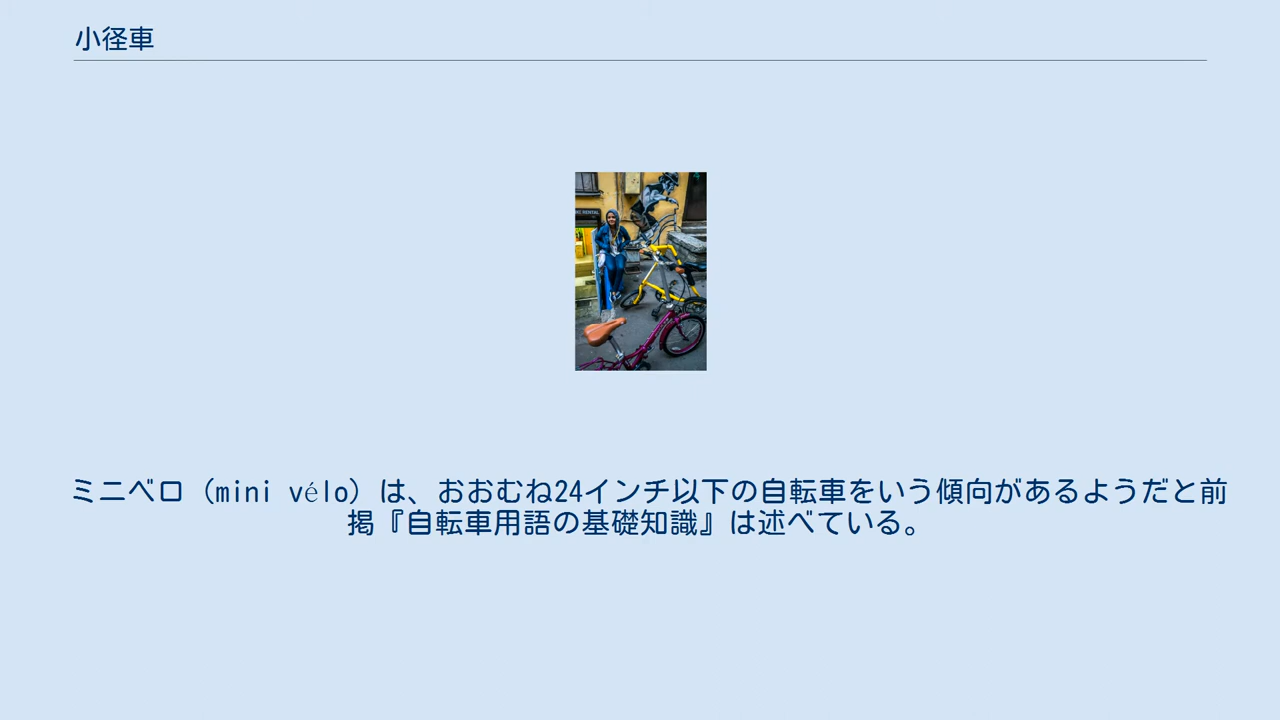 小径車
ミニベロ（mini vélo）は、おおむね24インチ以下の自転車をいう傾向があるようだと前
掲『自転車用語の基礎知識』は述べている。